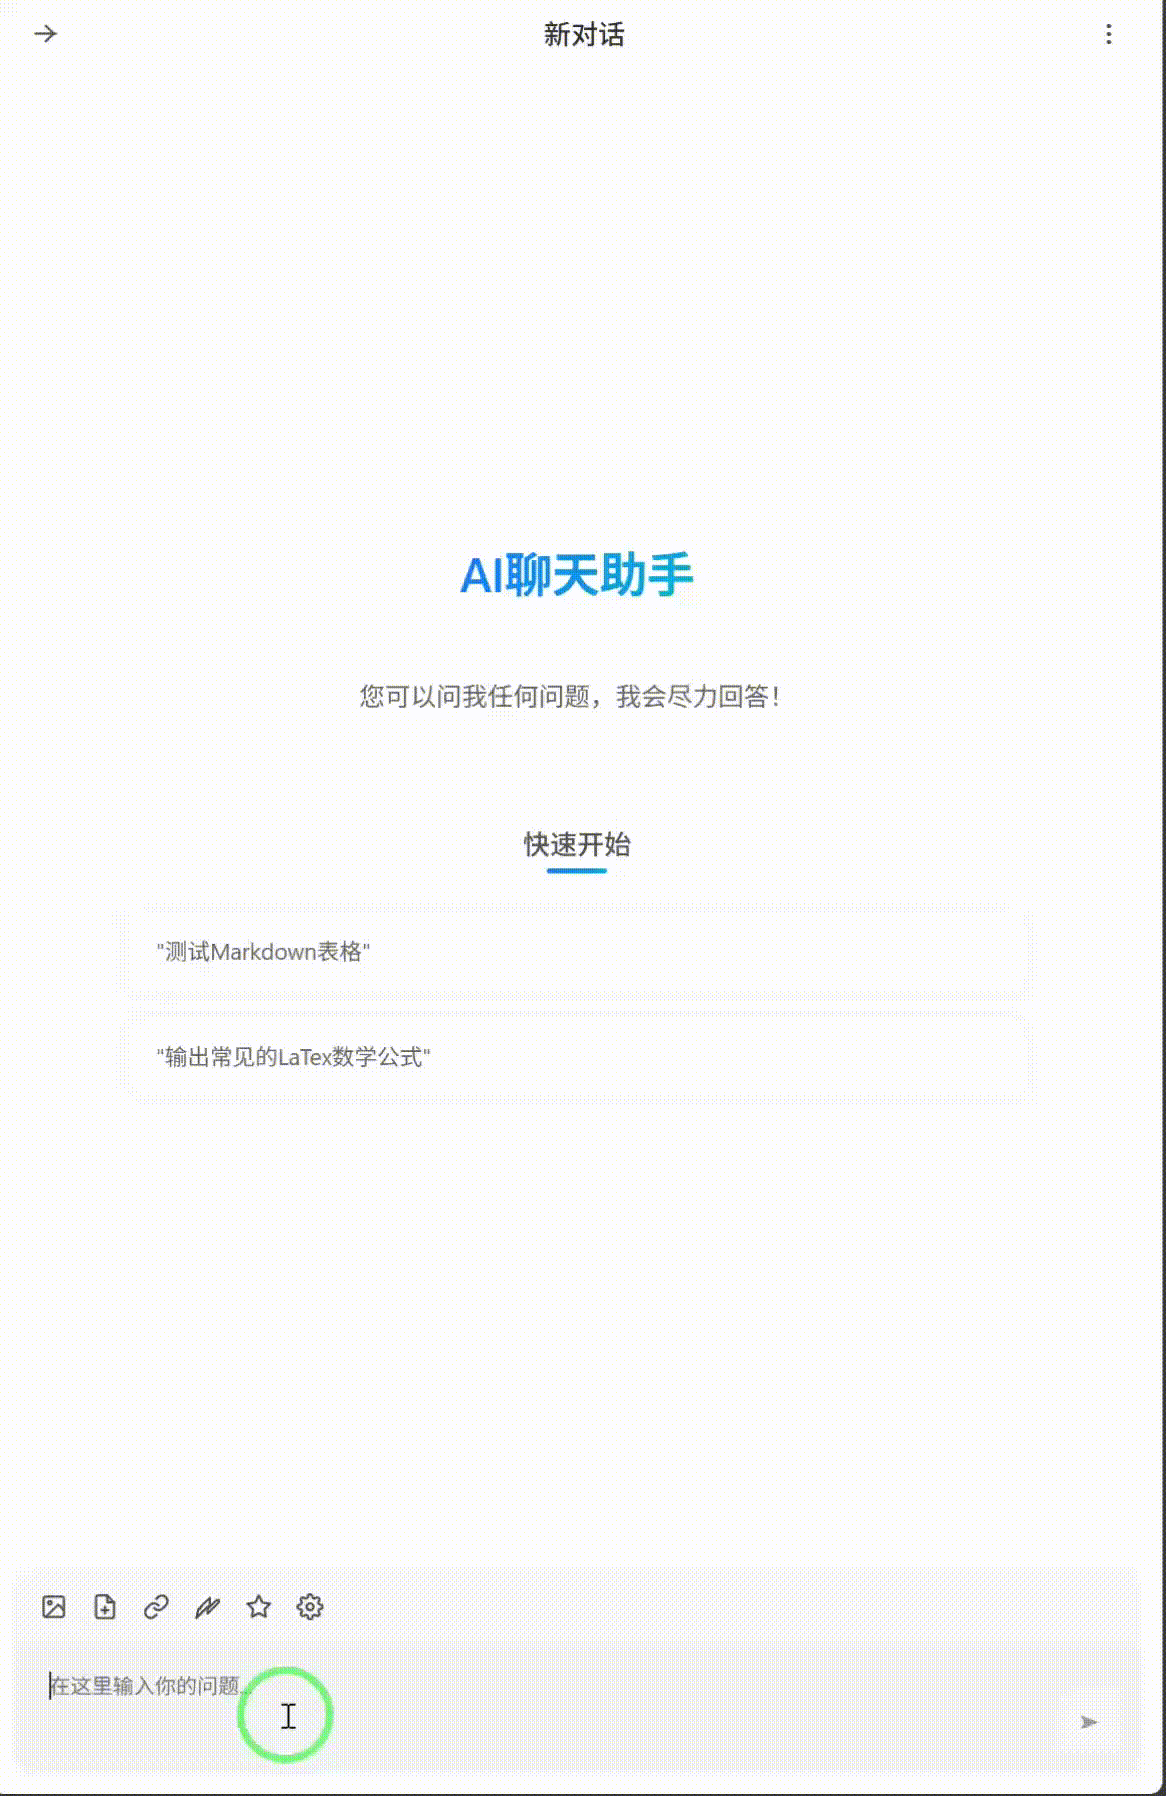 新对话
AI聊天助手
您可以问我任何问题，我会尽力回答！
快速开始
"测试Markdown表格"
"输出常见的LaTex数学公式"
在这里输入你的问题...